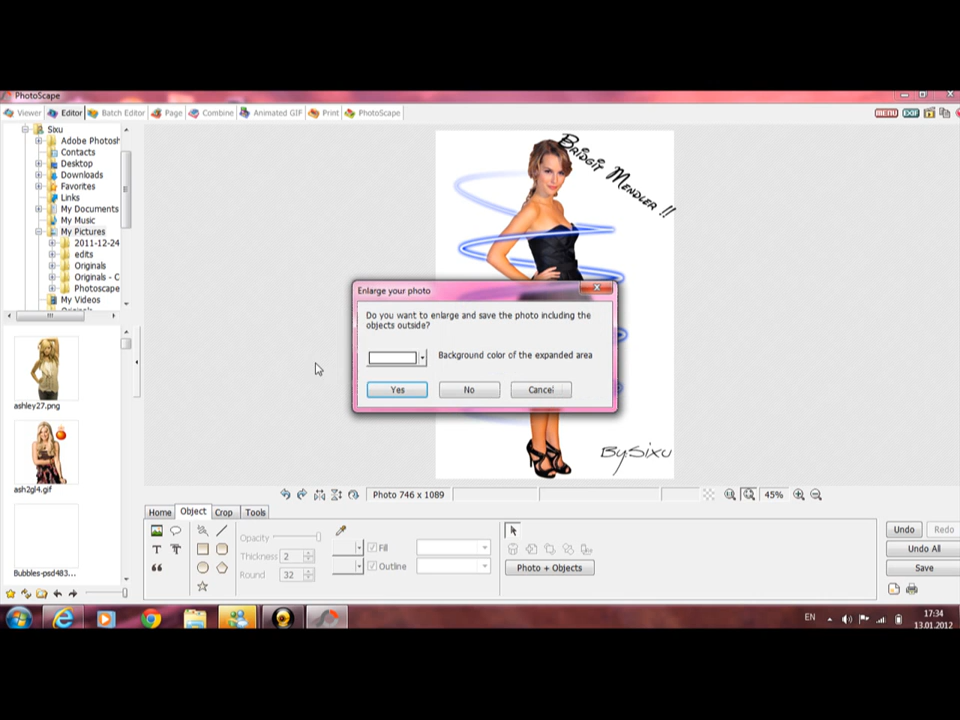 PhotoScape
Viewer Editor Batch Editor Page Combine Animated GIF Print PhotoScape MENU EXIF
Sixu
Adobe Photosh
Contacts
Desktop
Downloads
Favorites
Links
My Documents
My Music
My Pictures
2011-12-24
edits
Originals
Originals - C
Photoscape
My Videos
ashley27.png
ash2gl4.gif
Bubbles-psd483...
Bridgit Mendler !!
Enlarge your photo
Do you want to enlarge and save the photo including the
objects outside?
Background color of the expanded area
Yes No Cancel
By Sixu
Photo 746 x 1089 45%
Home Object Crop Tools
Opacity
Thickness 2
Round 32
Fill
Outline
Photo + Objects
Undo Redo
Undo All
Save
EN 17:34
13.01.2012